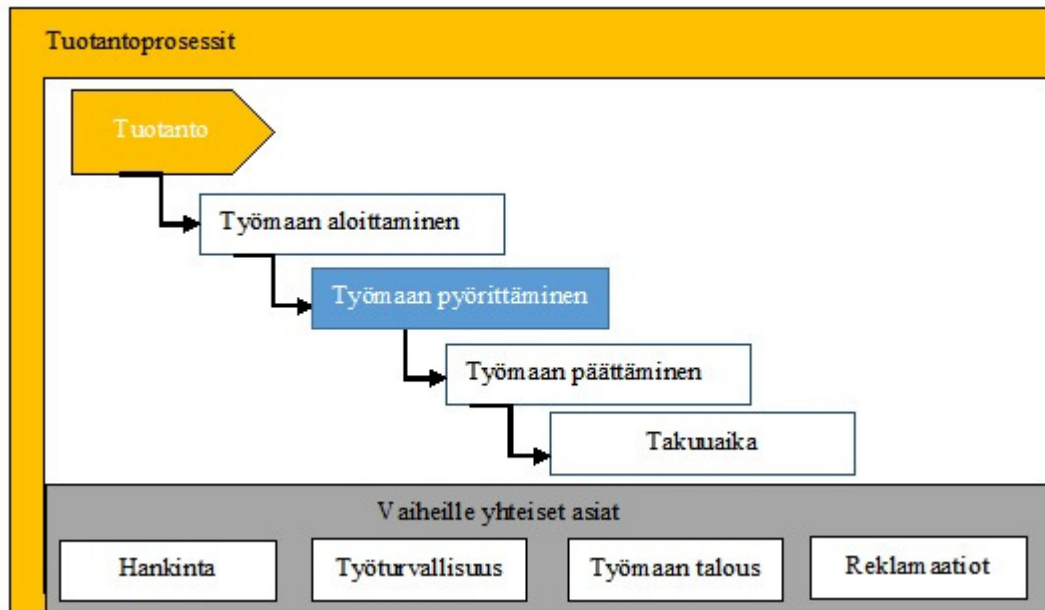 Tuotantoprosessit
Tuotanto
Työmaan aloittaminen
Työmaan pyörittäminen
Työmaan päättäminen
Takuuaika
Vaiheille yhteiset asiat
Hankinta
Työturvallisuus
Työmaan talous
Reklamaatiot